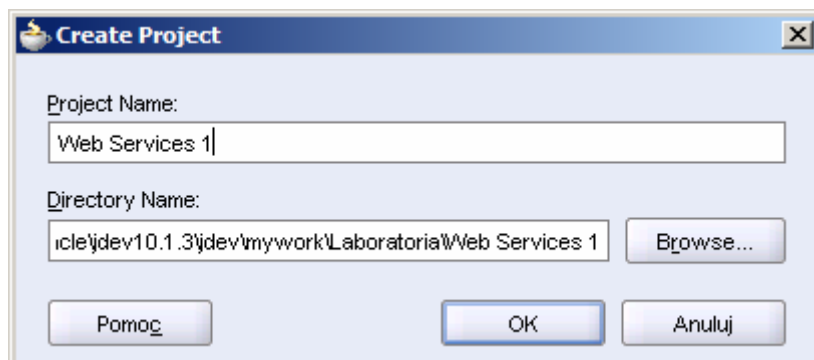 Create Project
Project Name:
Web Services 1
Directory Name:
icle\jdev10.1.3\jdev\mywork\Laboratoria\Web Services 1 Browse...
Pomoc OK Anuluj